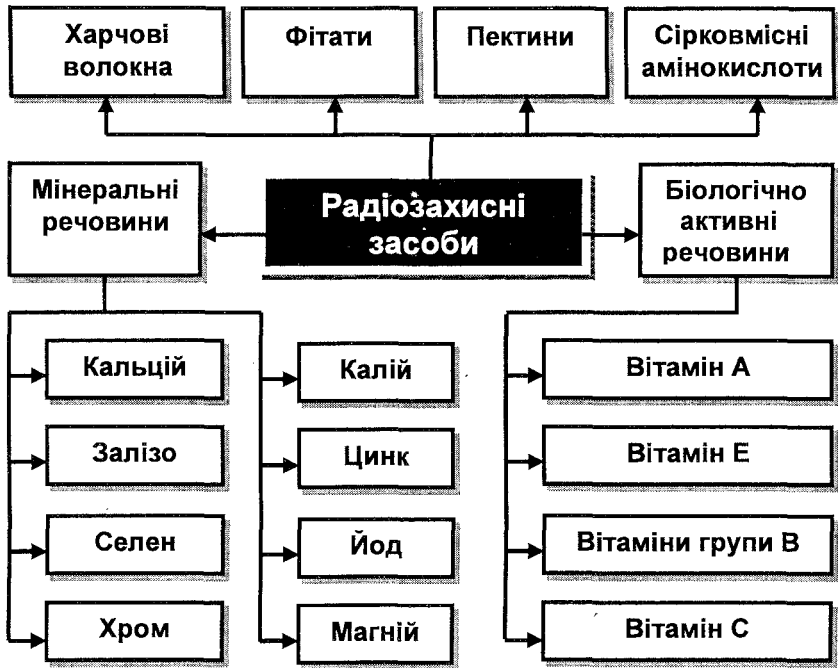 Харчові
волокна
Фітати
Пектини
Сірковмісні
амінокислоти
Мінеральні
речовини
Радіозахисні
засоби
Біологічно
активні
речовини
Кальцій
Залізо
Селен
Хром
Калій
Цинк
Йод
Магній
Вітамін А
Вітамін Е
Вітаміни групи В
Вітамін С